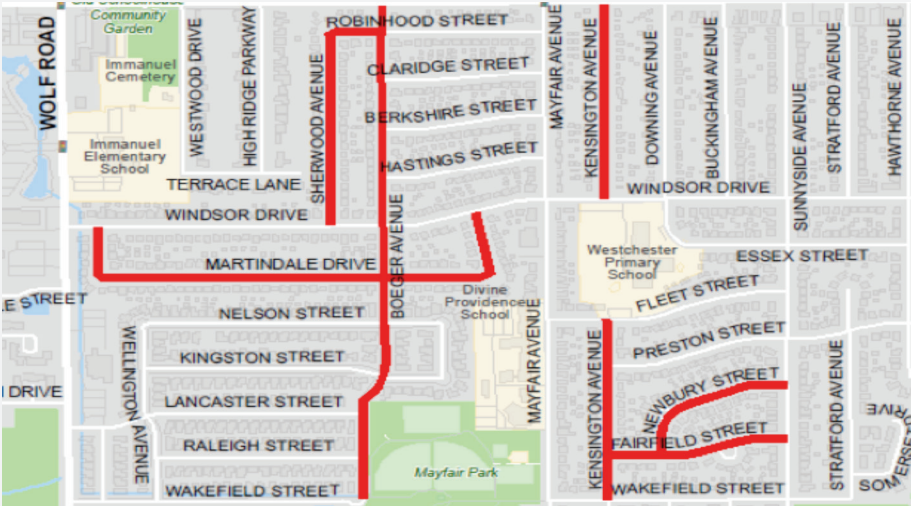 Community
Garden
WOLF ROAD
Immanuel
Cemetery
WESTWOOD DRIVE
HIGH RIDGE PARKWAY
ROBINHOOD STREET
SHERWOOD AVENUE
CLARIDGE STREET
BERKSHIRE STREET
HASTINGS STREET
MAYFAIR AVENUE
KENSINGTON AVENUE
DOWNING AVENUE
BUCKINGHAM AVENUE
SUNNYSIDE AVENUE
STRATFORD AVENUE
HAWTHORNE AVENUE
Immanuel
Elementary
School
TERRACE LANE
WINDSOR DRIVE
WINDSOR DRIVE
BOEGER AVENUE
MARTINDALE DRIVE
Westchester
Primary
School
ESSEX STREET
Divine
Providence
School
FLEET STREET
LE STREET
NELSON STREET
MAYFAIR AVENUE
WELLINGTON AVENUE
KINGSTON STREET
KENSINGTON AVENUE
PRESTON STREET
STRATFORD AVENUE
DRIVE
LANCASTER STREET
NEWBURY STREET
RALEIGH STREET
FAIRFIELD STREET
Mayfair Park
WAKEFIELD STREET
WAKEFIELD STREET